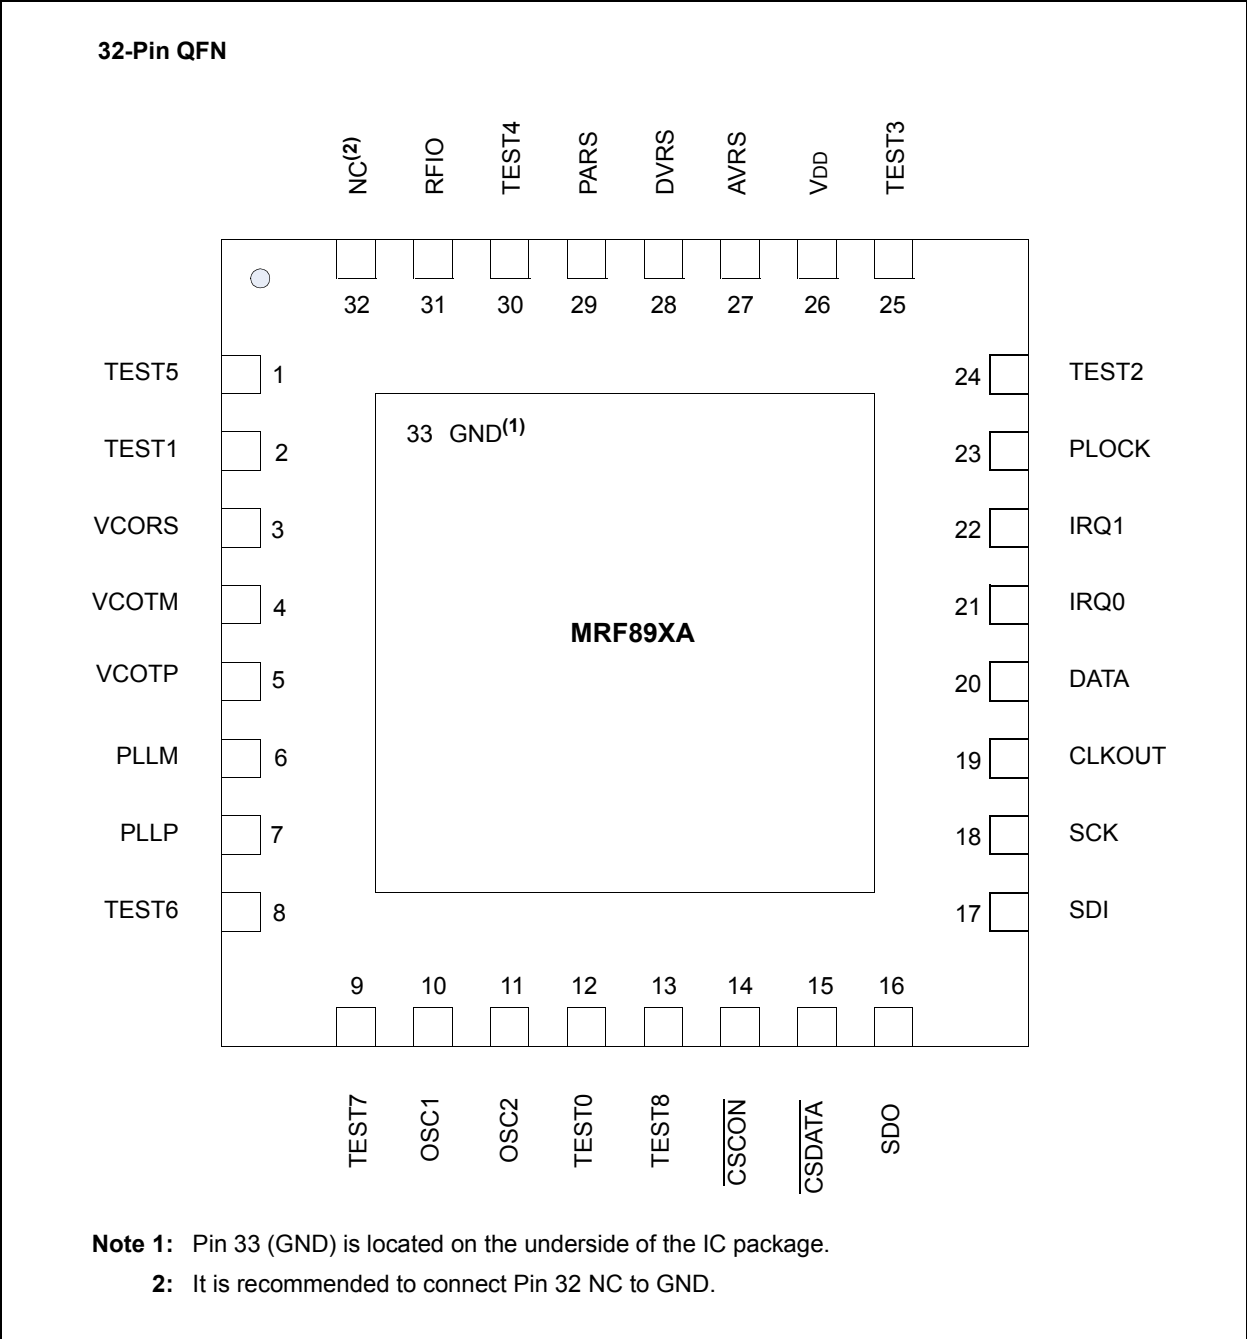 32-Pin QFN
NC(2) RFIO TEST4 PARS DVRS AVRS VDD TEST3
32 31 30 29 28 27 26 25
TEST5 1 24 TEST2
33 GND(1)
TEST1 2 23 PLOCK
VCORS 3 22 IRQ1
VCOTM 4 21 IRQ0
MRF89XA
VCOTP 5 20 DATA
PLLM 6 19 CLKOUT
PLLP 7 18 SCK
TEST6 8 17 SDI
9 10 11 12 13 14 15 16
TEST7 OSC1 OSC2 TEST0 TEST8 CSCON CSDATA SDO
Note 1: Pin 33 (GND) is located on the underside of the IC package.
2: It is recommended to connect Pin 32 NC to GND.